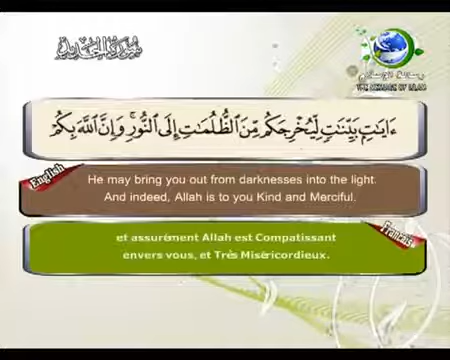 سورة الحديد
رسالة الإسلام
THE MESSAGE OF ISLAM
ءَايَٰتٍۭ بَيِّنَٰتٍ لِّيُخْرِجَكُم مِّنَ ٱلظُّلُمَٰتِ إِلَى ٱلنُّورِ ۚ وَإِنَّ ٱللَّهَ بِكُمْ
English
He may bring you out from darknesses into the light.
And indeed, Allah is to you Kind and Merciful.
Français
et assurément Allah est Compatissant
envers vous, et Très Miséricordieux.